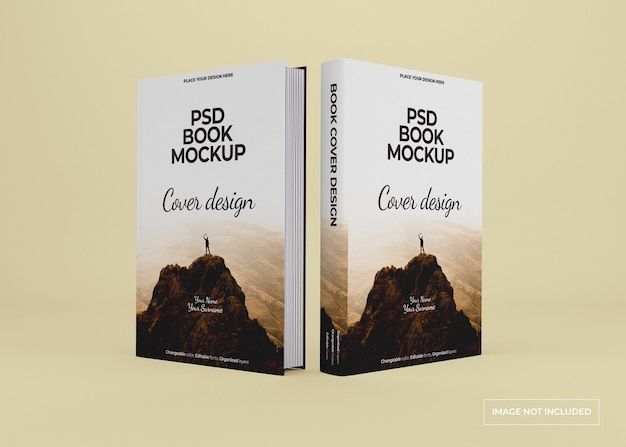 PLACE YOUR DESIGN HERE
PSD
BOOK
MOCKUP
Cover design
Your Name
Your Surname
Changeable color, Editable fonts, Organized layers
BOOK COVER DESIGN
PLACE YOUR DESIGN HERE
PSD
BOOK
MOCKUP
Cover design
Your Name
Your Surname
Changeable color, Editable fonts, Organized layers
IMAGE NOT INCLUDED